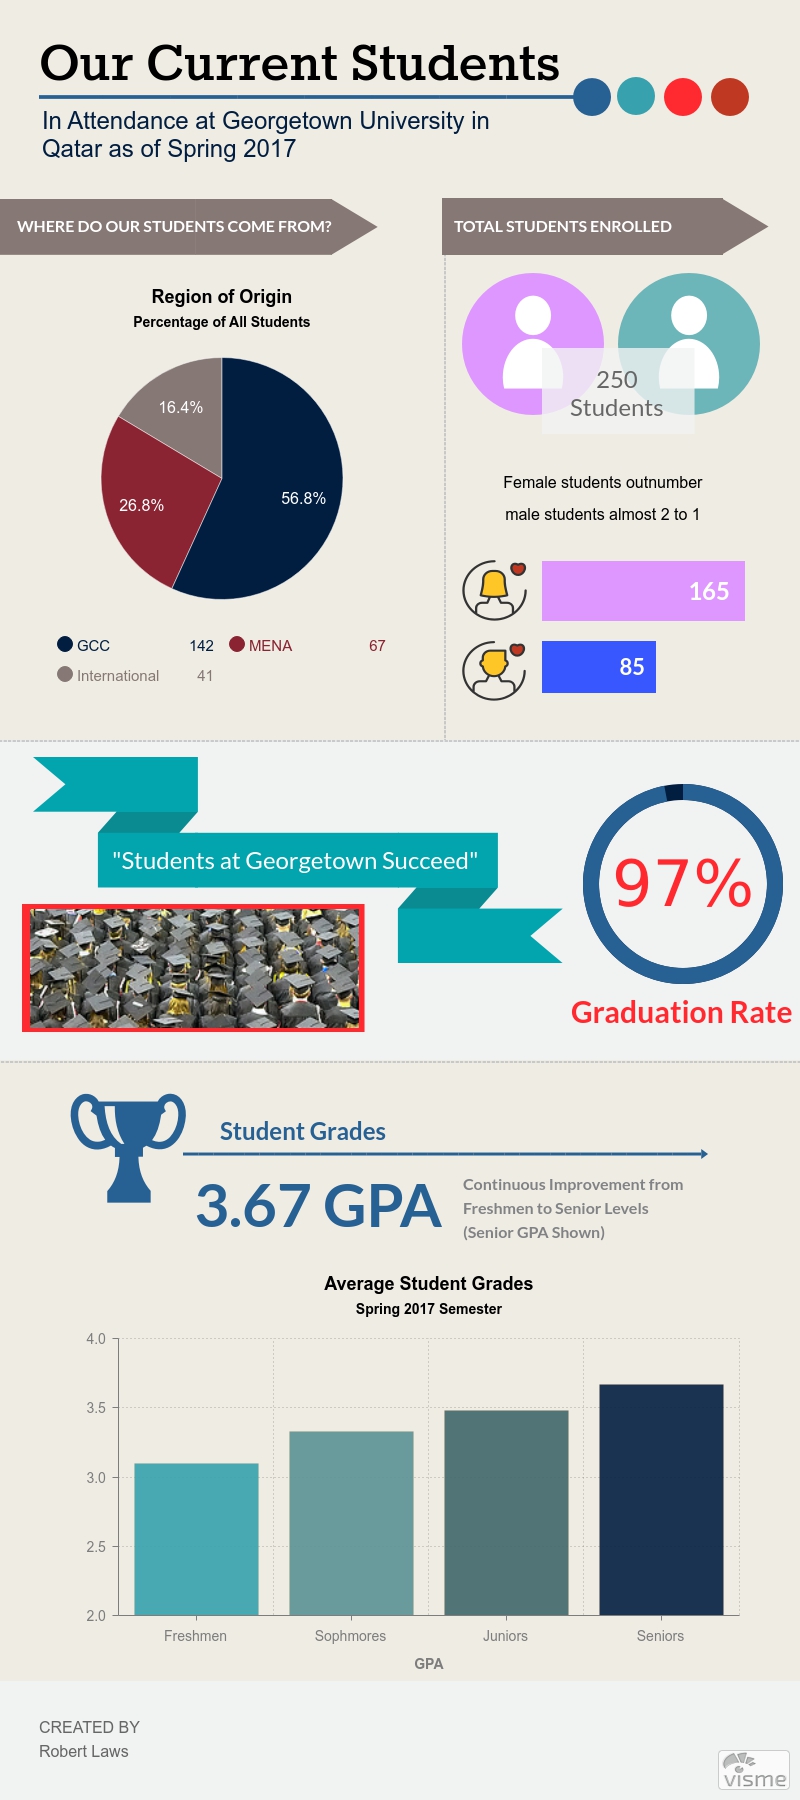 Our Current Students
In Attendance at Georgetown University in
Qatar as of Spring 2017
WHERE DO OUR STUDENTS COME FROM?
Region of Origin
Percentage of All Students
16.4%
26.8%
56.8%
GCC 142 MENA 67
International 41
TOTAL STUDENTS ENROLLED
250
Students
Female students outnumber
male students almost 2 to 1
165
85
"Students at Georgetown Succeed"
97%
Graduation Rate
Student Grades
3.67 GPA
Continuous Improvement from
Freshmen to Senior Levels
(Senior GPA Shown)
Average Student Grades
Spring 2017 Semester
4.0
3.5
3.0
2.5
2.0
Freshmen Sophmores Juniors Seniors
GPA
CREATED BY
Robert Laws
visme